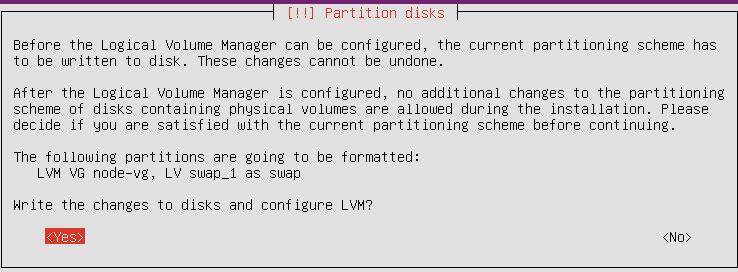 [!!] Partition disks
Before the Logical Volume Manager can be configured, the current partitioning scheme has
to be written to disk. These changes cannot be undone.
After the Logical Volume Manager is configured, no additional changes to the partitioning
scheme of disks containing physical volumes are allowed during the installation. Please
decide if you are satisfied with the current partitioning scheme before continuing.
The following partitions are going to be formatted:
LVM VG node-vg, LV swap_1 as swap
Write the changes to disks and configure LVM?
<Yes> <No>